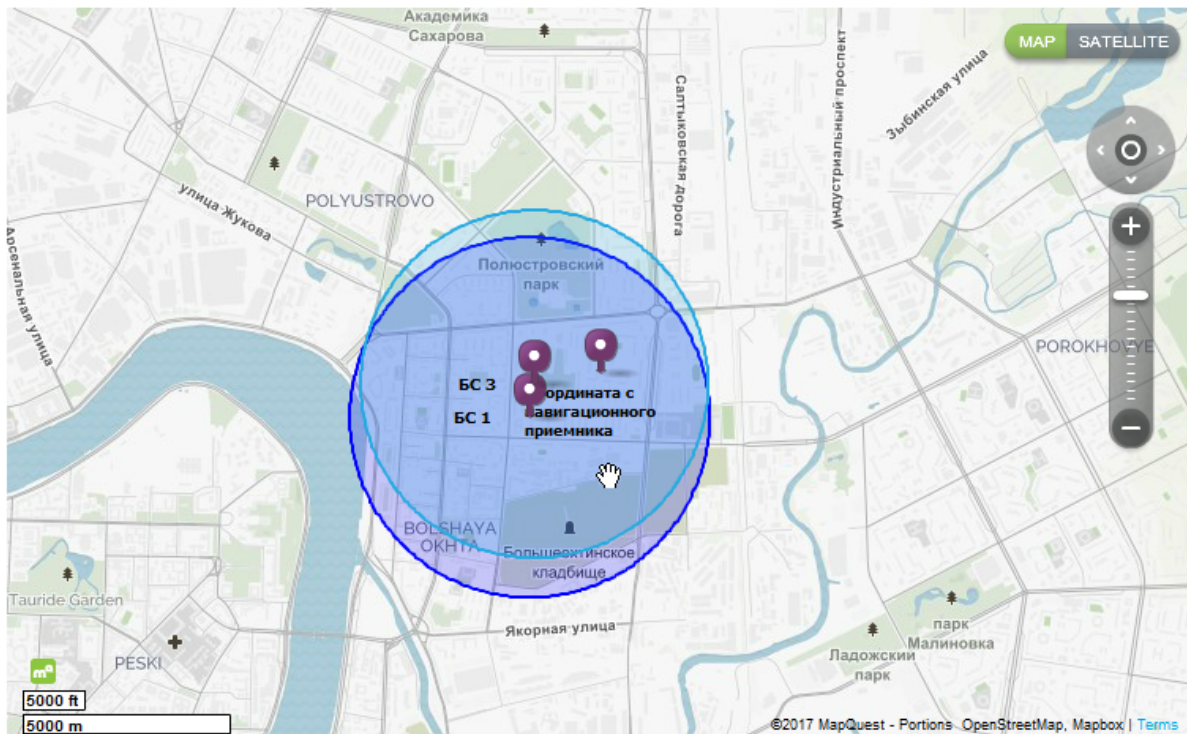 Академика
Сахарова
MAP
SATELLITE
Салтыковская дорога
Индустриальный проспект
Зыбинская улица
улица Жукова
POLYUSTROVO
Арсенальная улица
Полюстровский
парк
POROKHOVYE
БС 3
БС 1
ордината с
навигационного
приемника
BOLSHAYA
OKHTA
Большеохтинское
кладбище
Tauride Garden
PESKI
Якорная улица
парк
Малиновка
Ладожский
парк
m^a
5000 ft
5000 m
©2017 MapQuest - Portions OpenStreetMap, Mapbox | Terms